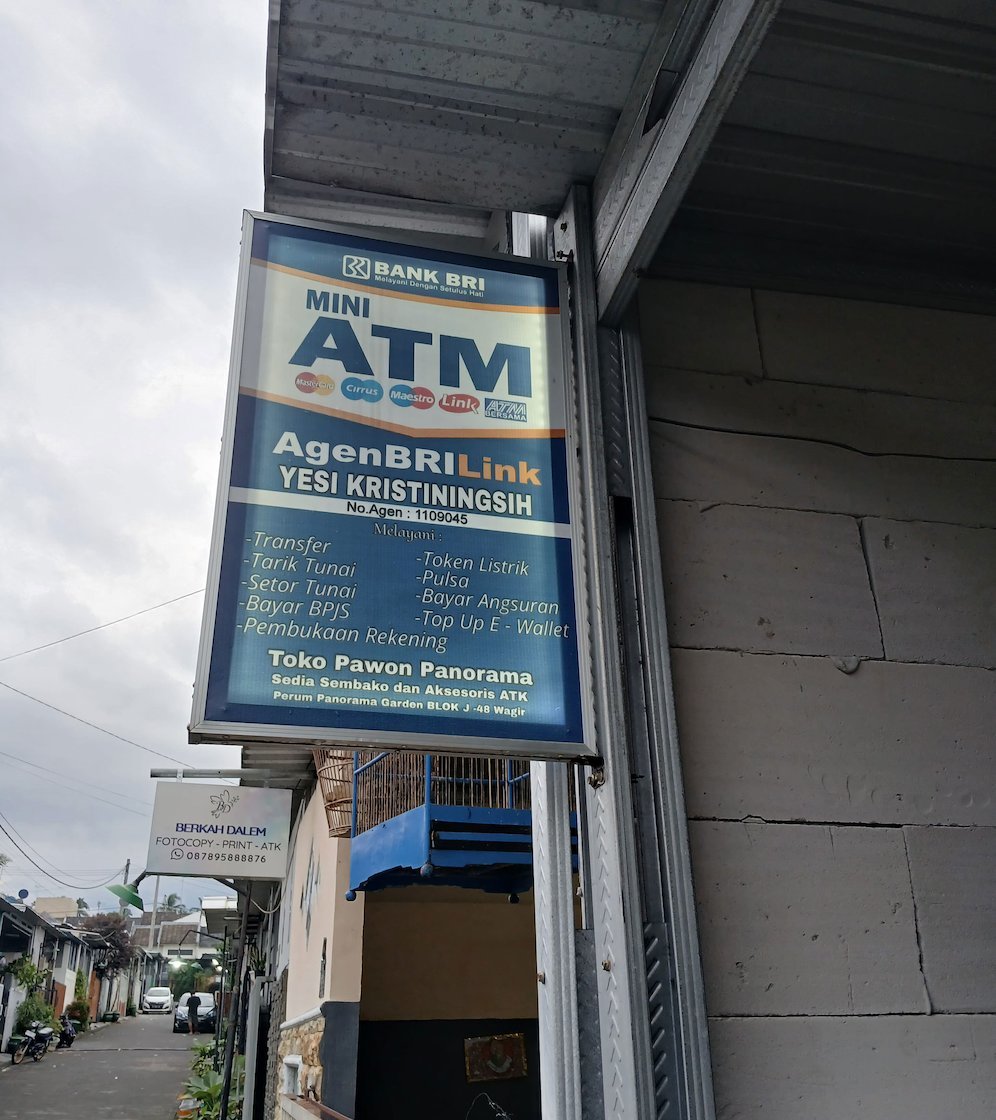 BANK BRI
Melayani Dengan Setulus Hati
MINI
ATM
MasterCard Cirrus Maestro Link ATM BERSAMA
AgenBRILink
YESI KRISTININGSIH
No.Agen : 1109045
Melayani :
-Transfer
-Tarik Tunai
-Setor Tunai
-Bayar BPJS
-Pembukaan Rekening
-Token Listrik
-Pulsa
-Bayar Angsuran
-Top Up E - Wallet
Toko Pawon Panorama
Sedia Sembako dan Aksesoris ATK
Perum Panorama Garden BLOK J -48 Wagir
BERKAH DALEM
FOTOCOPY - PRINT - ATK
087895888876